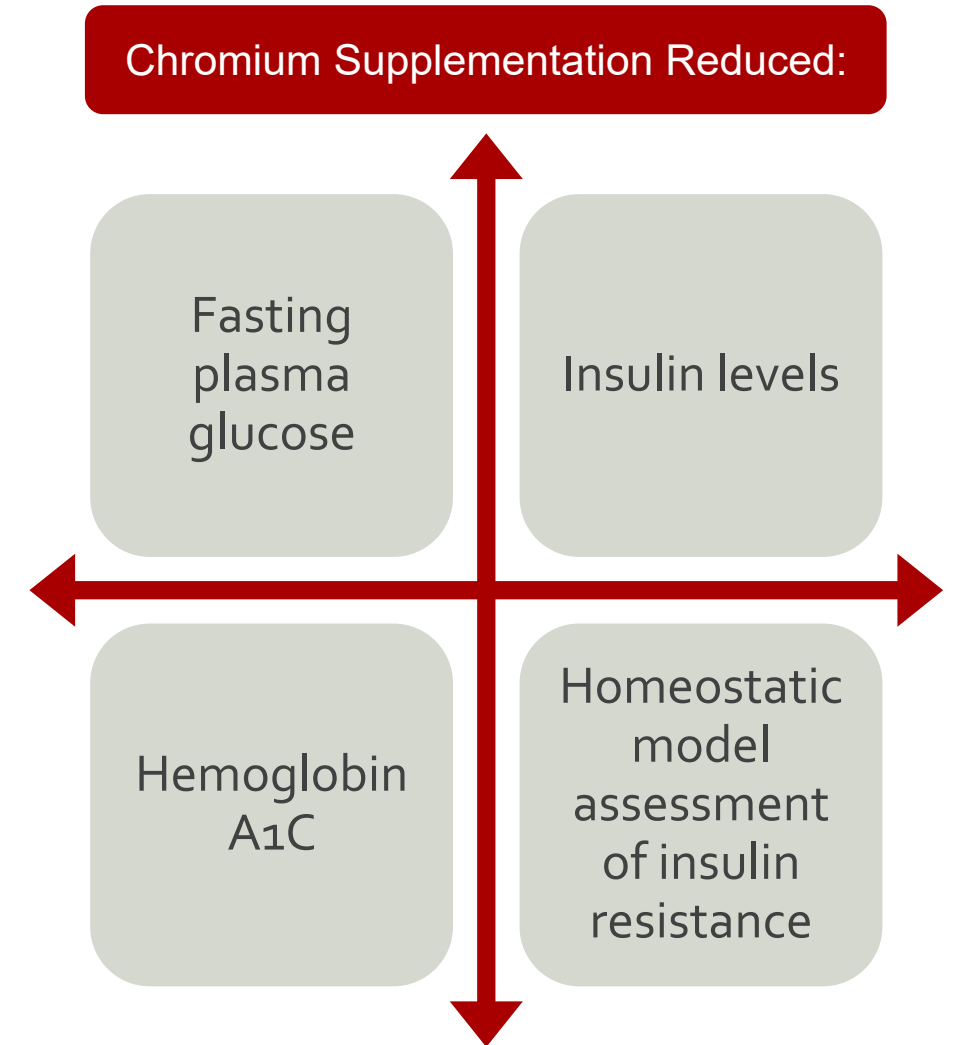 Chromium Supplementation Reduced:
Fasting
plasma
glucose
Insulin levels
Hemoglobin
A1C
Homeostatic
model
assessment
of insulin
resistance